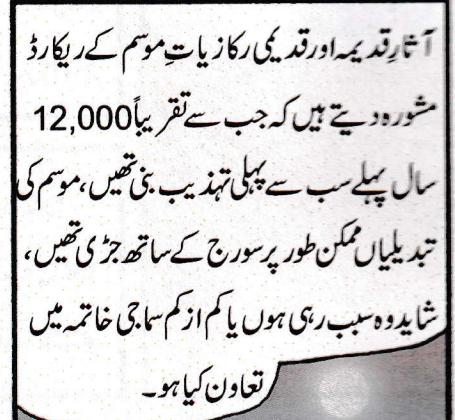 آثارِ قدیمہ اور قدیمی رکازیاتِ موسم کے ریکارڈ
مشورہ دیتے ہیں کہ جب سے تقریباً 12,000
سال پہلے سب سے پہلی تہذیب بنی تھیں، موسم کی
تبدیلیاں ممکن طور پر سورج کے ساتھ جڑی تھیں،
شاید وہ سبب رہی ہوں یا کم از کم سماجی خاتمہ میں
تعاون کیا ہو۔